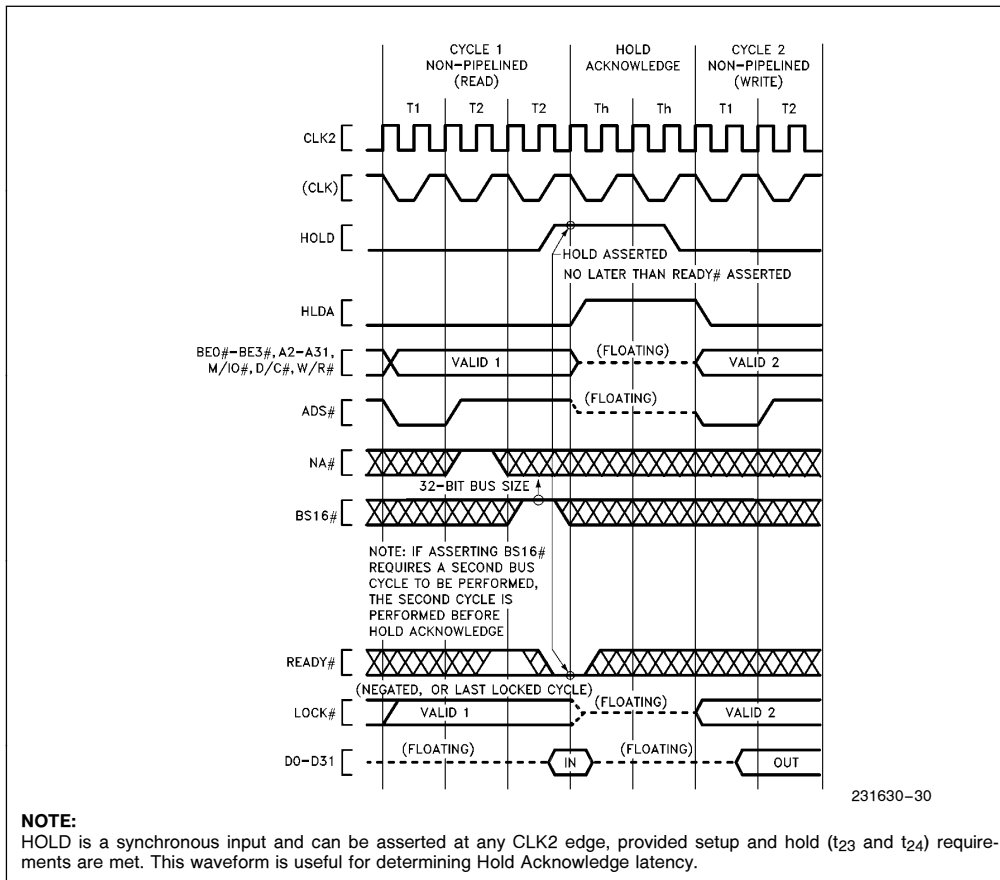 CYCLE 1
NON-PIPELINED
(READ)
HOLD
ACKNOWLEDGE
CYCLE 2
NON-PIPELINED
(WRITE)
T1 T2 T2 Th Th T1 T2
CLK2
(CLK)
HOLD
HOLD ASSERTED
NO LATER THAN READY# ASSERTED
HLDA
BE0#-BE3#, A2-A31,
M/IO#, D/C#, W/R#
VALID 1 (FLOATING) VALID 2
ADS# (FLOATING)
NA#
32-BIT BUS SIZE
BS16#
NOTE: IF ASSERTING BS16#
REQUIRES A SECOND BUS
CYCLE TO BE PERFORMED,
THE SECOND CYCLE IS
PERFORMED BEFORE
HOLD ACKNOWLEDGE
READY#
(NEGATED, OR LAST LOCKED CYCLE)
LOCK# VALID 1 (FLOATING) VALID 2
D0-D31 (FLOATING) IN (FLOATING) OUT
231630-30
NOTE:
HOLD is a synchronous input and can be asserted at any CLK2 edge, provided setup and hold (t23 and t24) require-
ments are met. This waveform is useful for determining Hold Acknowledge latency.